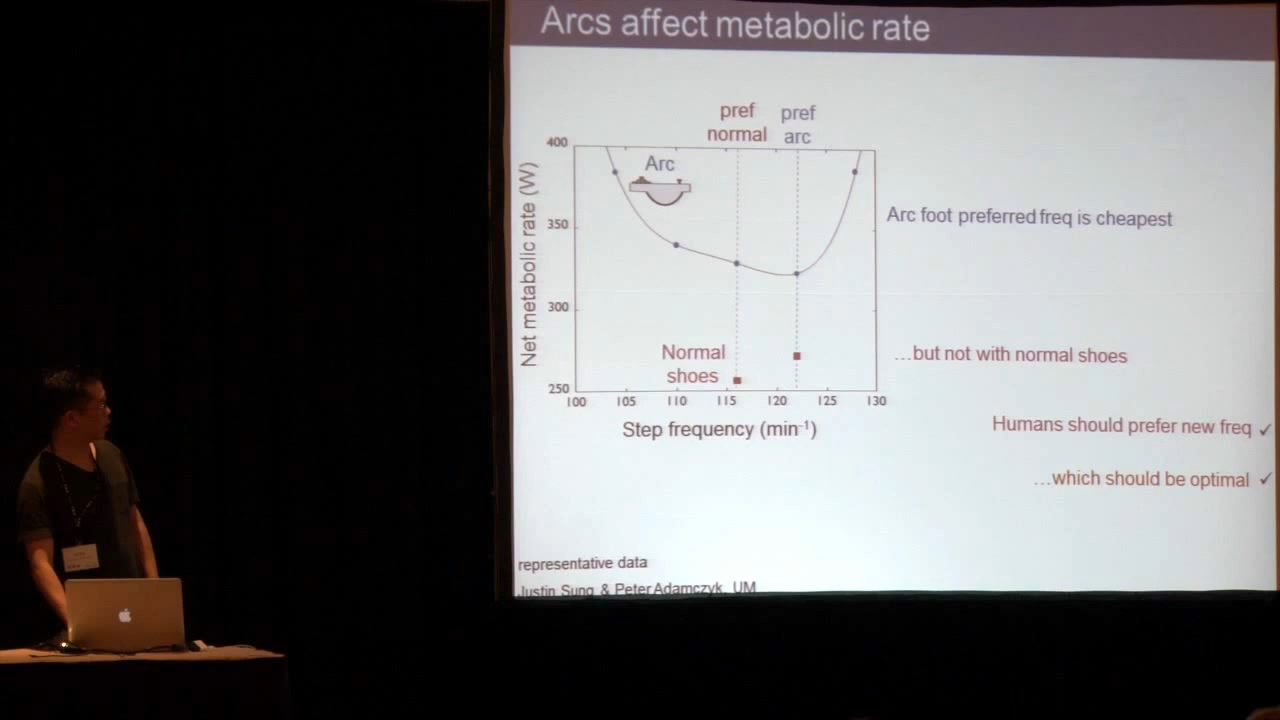 Arcs affect metabolic rate
pref normal
pref arc
Arc
400
350
300
250
Net metabolic rate (W)
Normal shoes
100 105 110 115 120 125 130
Step frequency (min-1)
Arc foot preferred freq is cheapest
…but not with normal shoes
Humans should prefer new freq ✓
…which should be optimal ✓
representative data
Justin Sung & Peter Adamczyk, UM